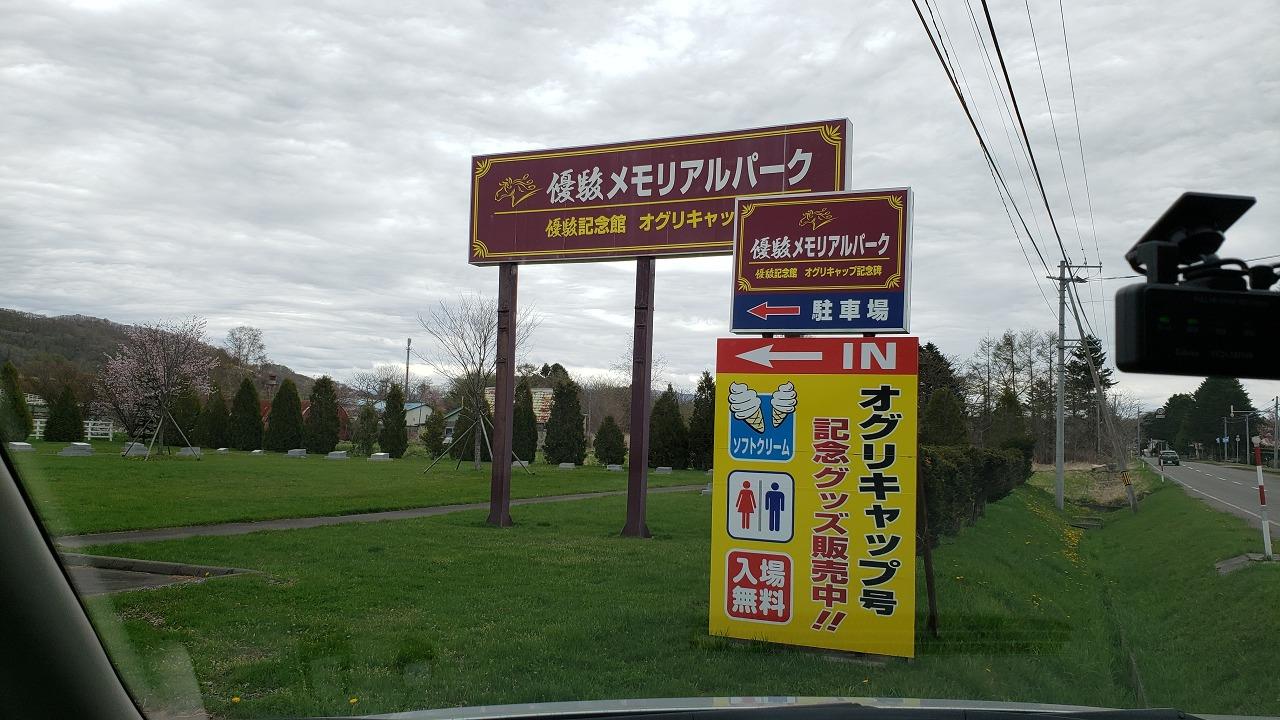 優駿メモリアルパーク
優駿記念館 オグリキャッ
優駿メモリアルパーク
優駿記念館 オグリキャップ記念碑
駐車場
IN
ソフトクリーム
オグリキャップ号
記念グッズ販売中!!
入場
無料